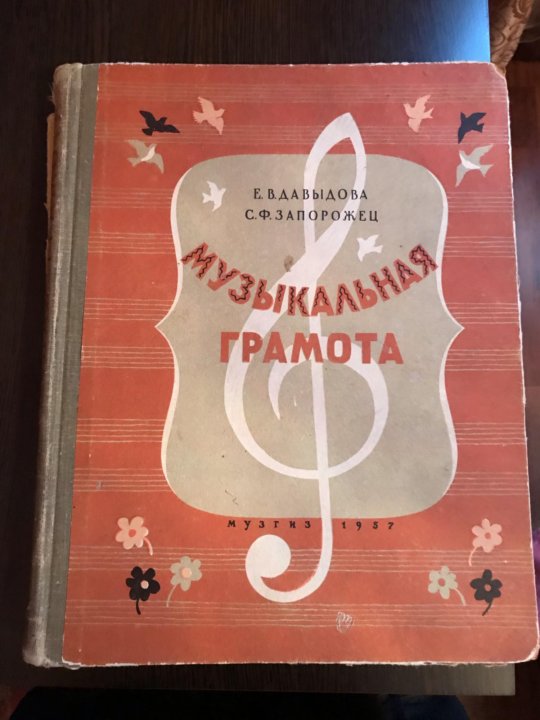 Е. В. ДАВЫДОВА
С. Ф. ЗАПОРОЖЕЦ
МУЗЫКАЛЬНАЯ
ГРАМОТА
МУЗГИЗ 1957